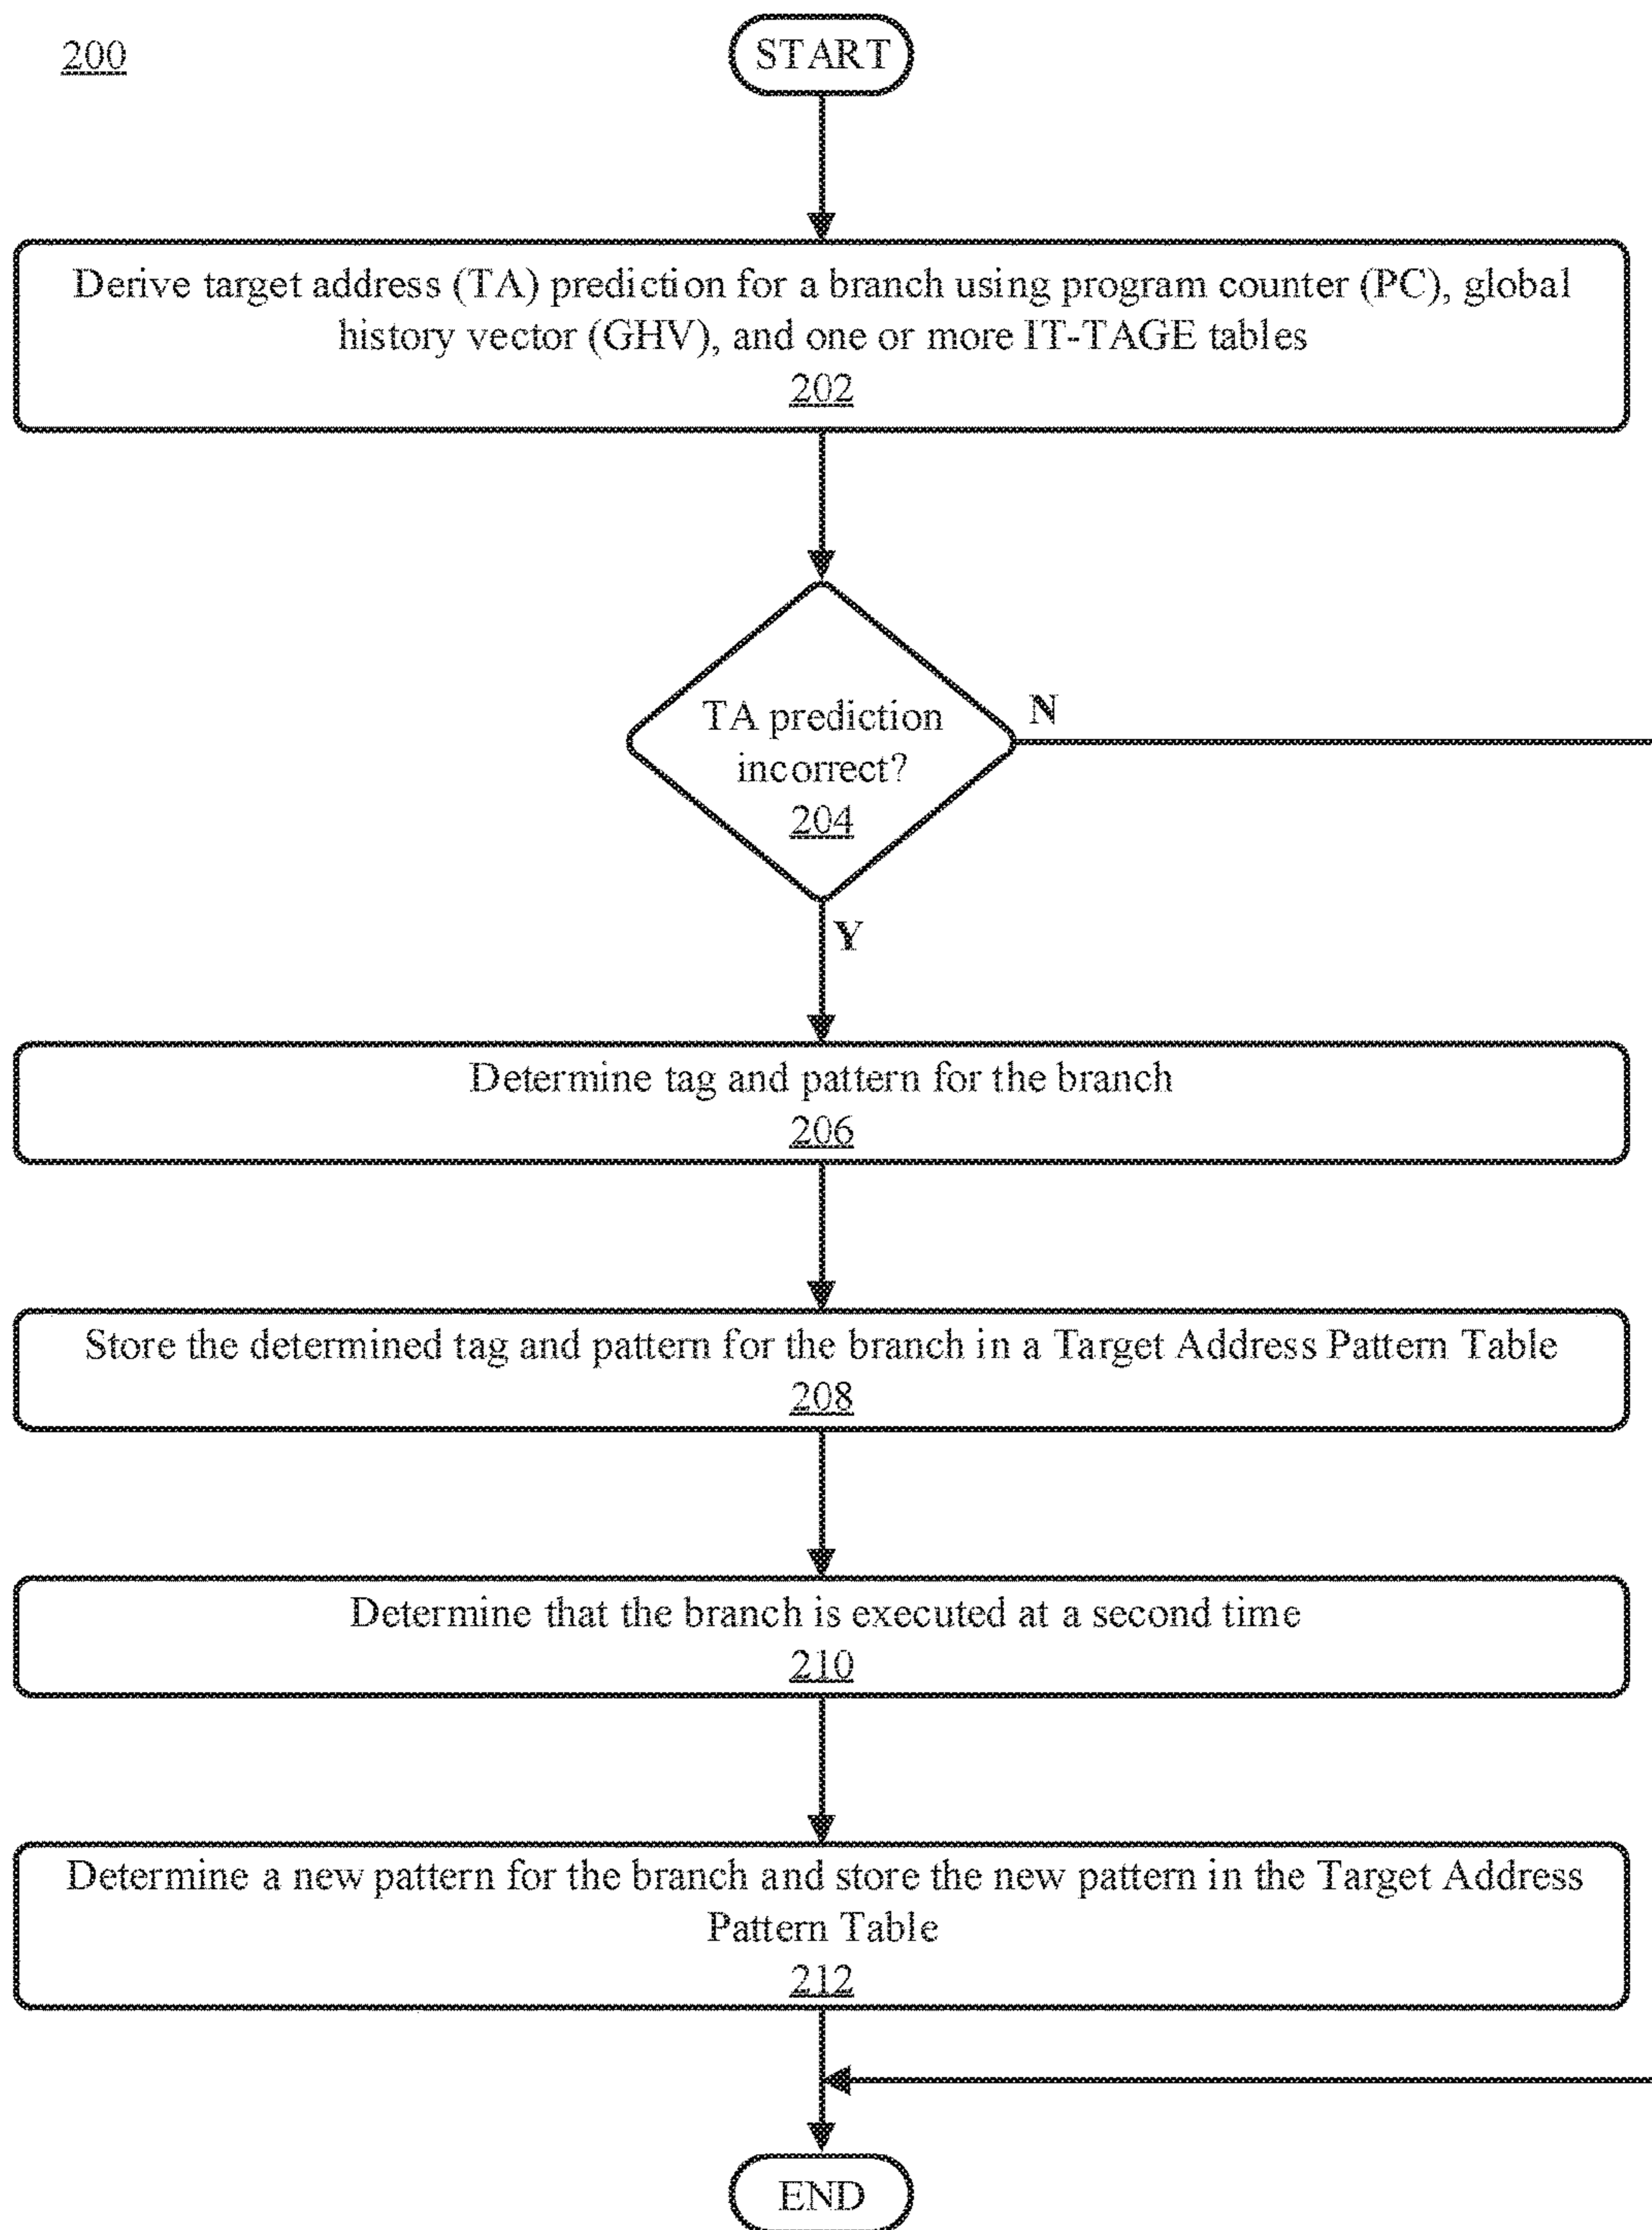 200
START
Derive target address (TA) prediction for a branch using program counter (PC), global
history vector (GHV), and one or more IT-TAGE tables
202
TA prediction
incorrect?
204
N
Y
Determine tag and pattern for the branch
206
Store the determined tag and pattern for the branch in a Target Address Pattern Table
208
Determine that the branch is executed at a second time
210
Determine a new pattern for the branch and store the new pattern in the Target Address
Pattern Table
212
END